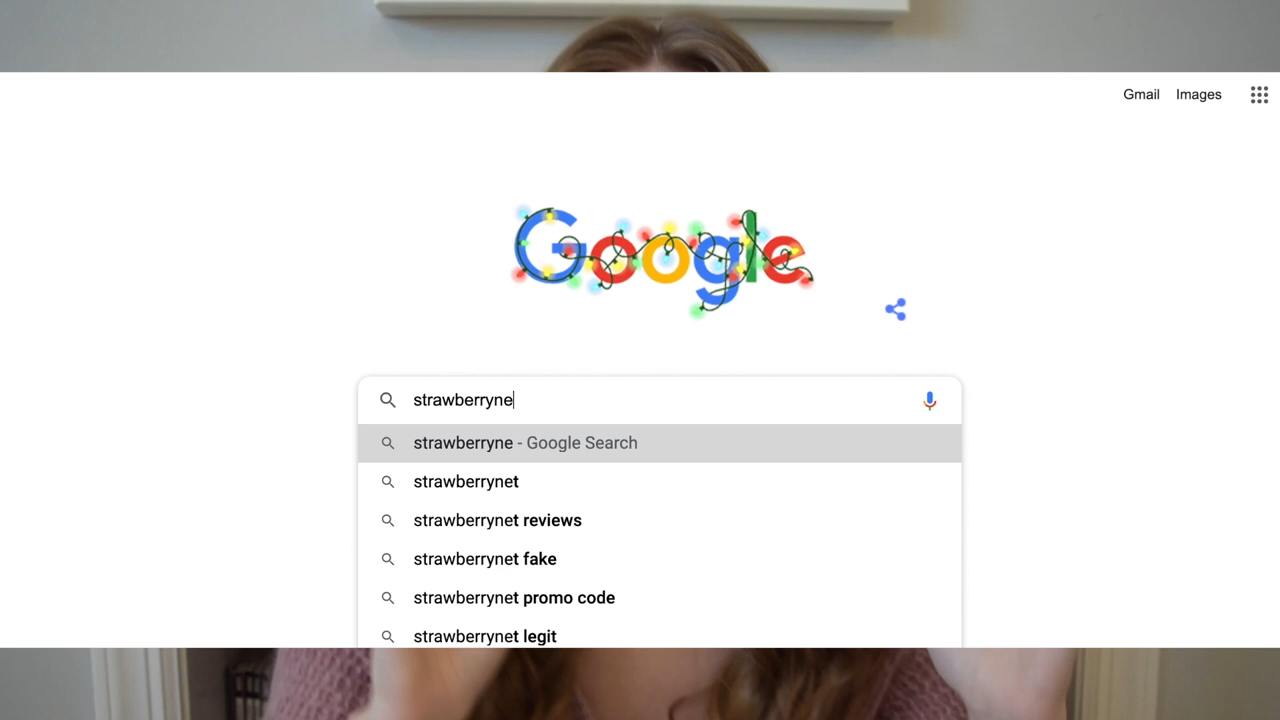 Gmail Images
Google
strawberryne
strawberryne - Google Search
strawberrynet
strawberrynet reviews
strawberrynet fake
strawberrynet promo code
strawberrynet legit